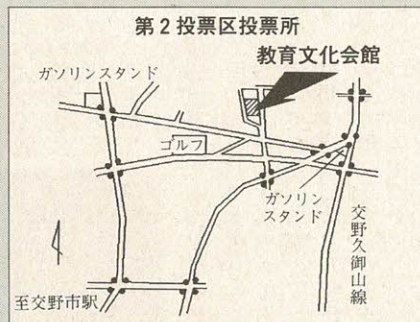 第2投票区投票所
教育文化会館
ガソリンスタンド
ゴルフ
ガソリン
スタンド
交野久御山線
至交野市駅